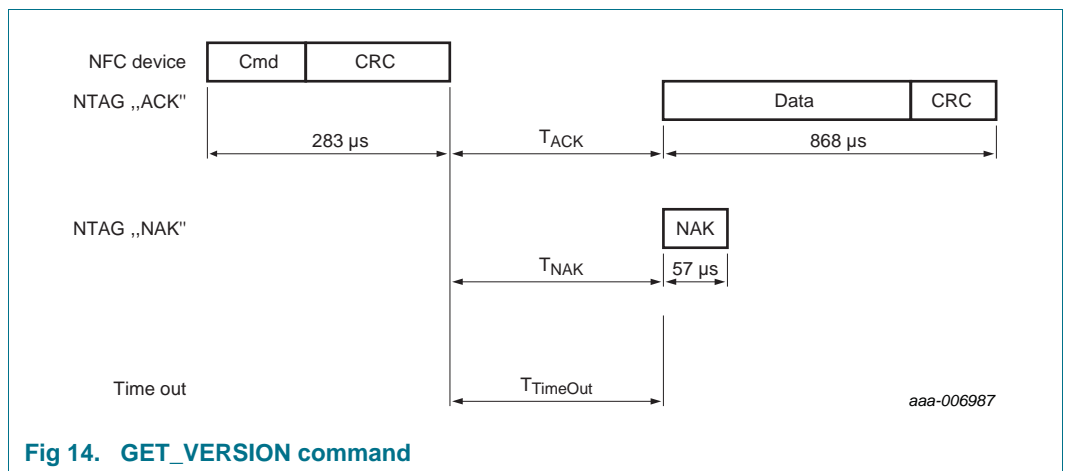 NFC device Cmd CRC
NTAG ,,ACK" Data CRC
283 µs TACK 868 µs
NTAG ,,NAK" NAK
TNAK 57 µs
Time out TTimeOut aaa-006987
Fig 14. GET_VERSION command